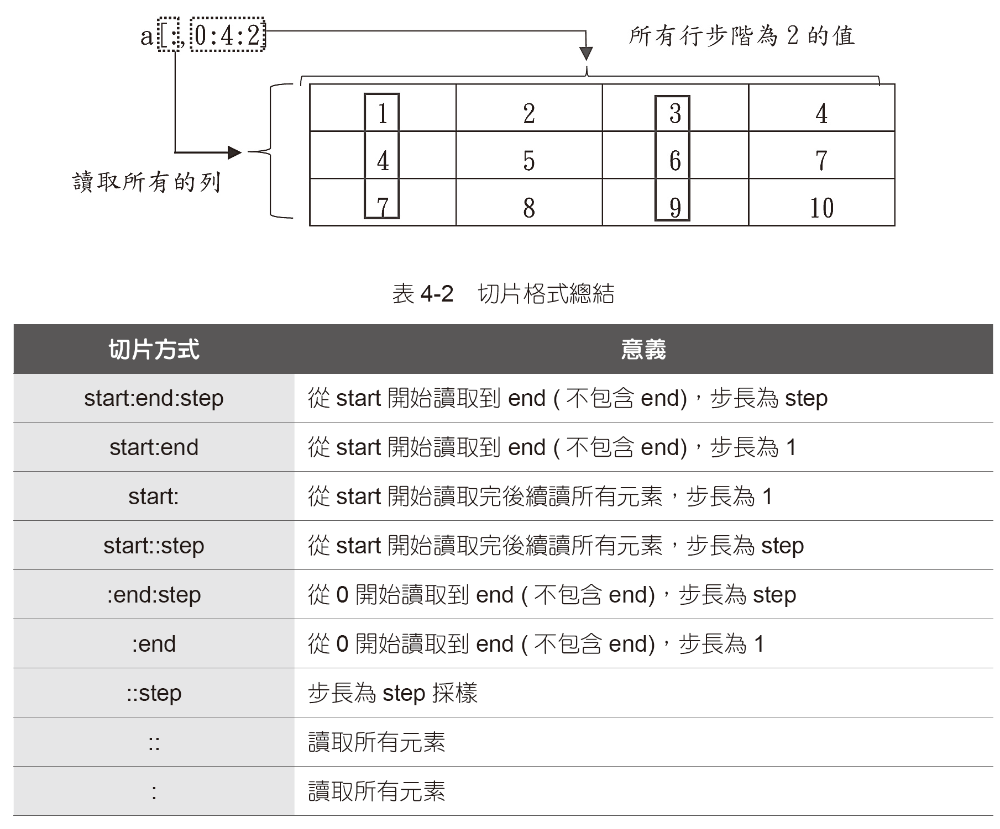 a[:,0:4:2]
所有行步階為 2 的值
1 2 3 4
4 5 6 7
讀取所有的列
7 8 9 10
表 4-2 切片格式總結
切片方式 意義
start:end:step 從 start 開始讀取到 end ( 不包含 end)，步長為 step
start:end 從 start 開始讀取到 end ( 不包含 end)，步長為 1
start: 從 start 開始讀取完後續讀所有元素，步長為 1
start::step 從 start 開始讀取完後續讀所有元素，步長為 step
:end:step 從 0 開始讀取到 end ( 不包含 end)，步長為 step
:end 從 0 開始讀取到 end ( 不包含 end)，步長為 1
::step 步長為 step 採樣
:: 讀取所有元素
: 讀取所有元素